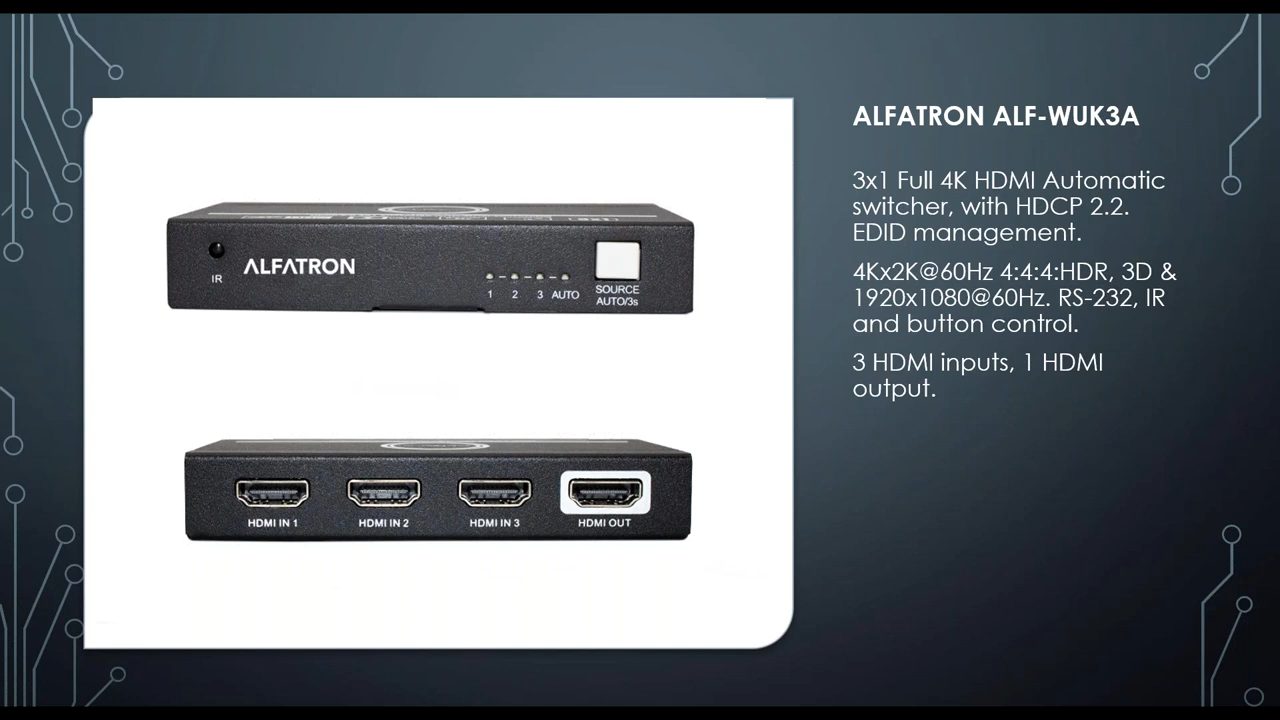 ALFATRON ALF-WUK3A
3x1 Full 4K HDMI Automatic
switcher, with HDCP 2.2.
EDID management.
4Kx2K@60Hz 4:4:4:HDR, 3D &
1920x1080@60Hz. RS-232, IR
and button control.
3 HDMI inputs, 1 HDMI
output.
IR
ALFATRON
1 2 3 AUTO
SOURCE
AUTO/3s
HDMI IN 1
HDMI IN 2
HDMI IN 3
HDMI OUT